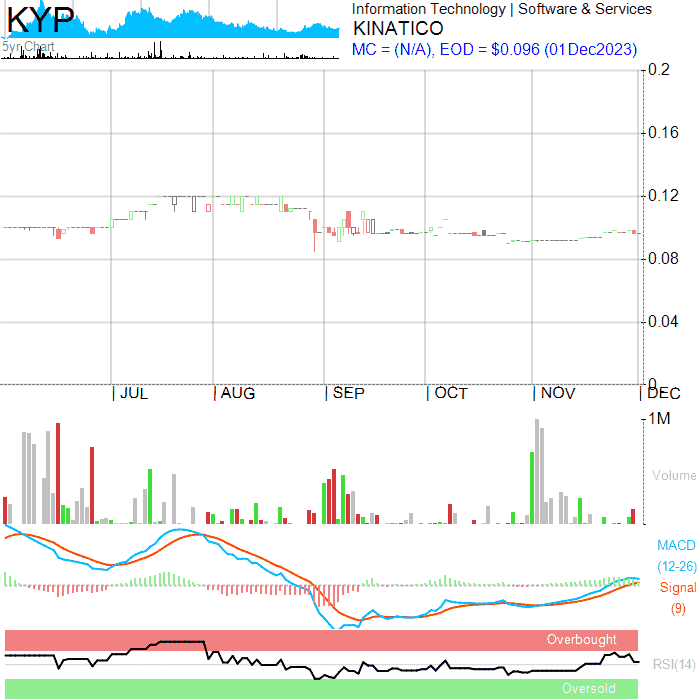 KYP
5yr Chart
Information Technology | Software & Services
KINATICO
MC = (N/A), EOD = $0.096 (01Dec2023)
0.2
0.16
0.12
0.08
0.04
0
| JUL | AUG | SEP | OCT | NOV | DEC
1M
Volume
MACD
(12-26)
Signal
(9)
Overbought
RSI(14)
Oversold